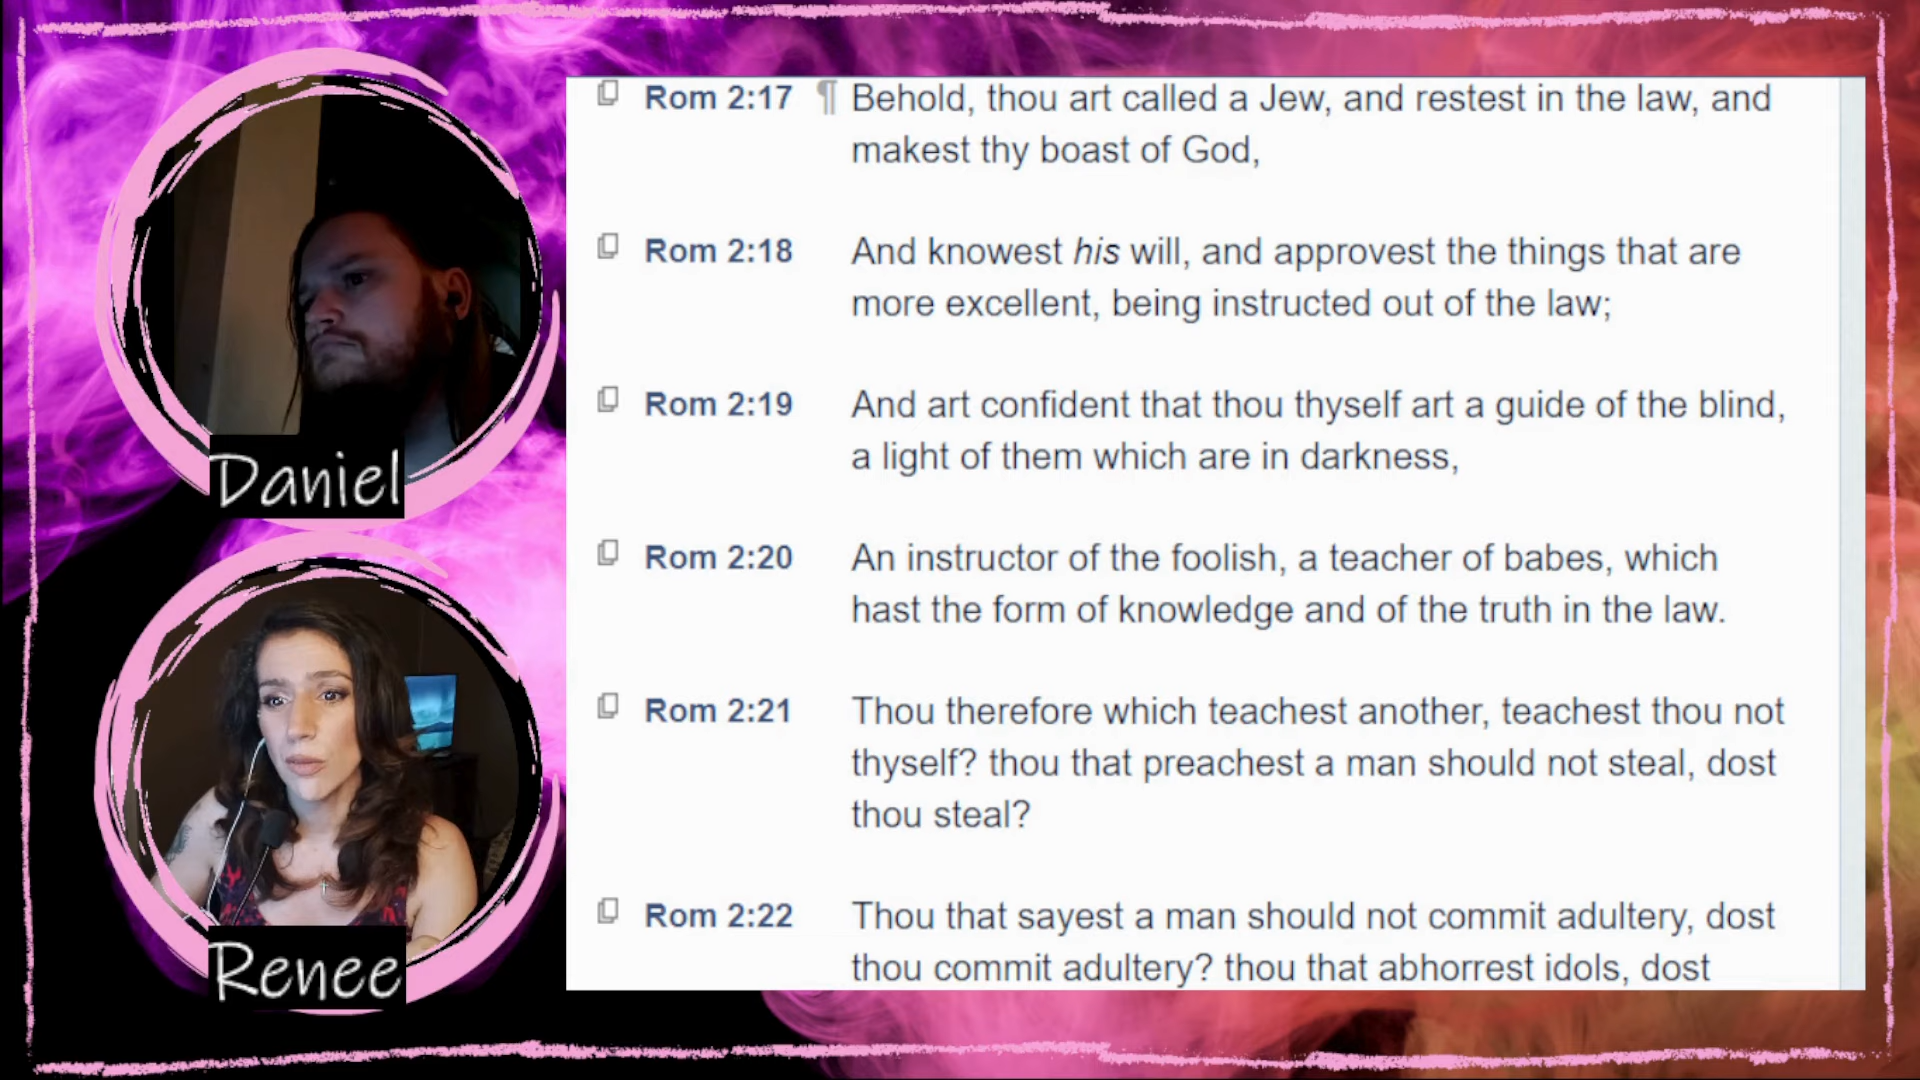 Daniel
Renee
Rom 2:17 ¶ Behold, thou art called a Jew, and restest in the law, and
makest thy boast of God,
Rom 2:18 And knowest his will, and approvest the things that are
more excellent, being instructed out of the law;
Rom 2:19 And art confident that thou thyself art a guide of the blind,
a light of them which are in darkness,
Rom 2:20 An instructor of the foolish, a teacher of babes, which
hast the form of knowledge and of the truth in the law.
Rom 2:21 Thou therefore which teachest another, teachest thou not
thyself? thou that preachest a man should not steal, dost
thou steal?
Rom 2:22 Thou that sayest a man should not commit adultery, dost
thou commit adultery? thou that abhorrest idols, dost